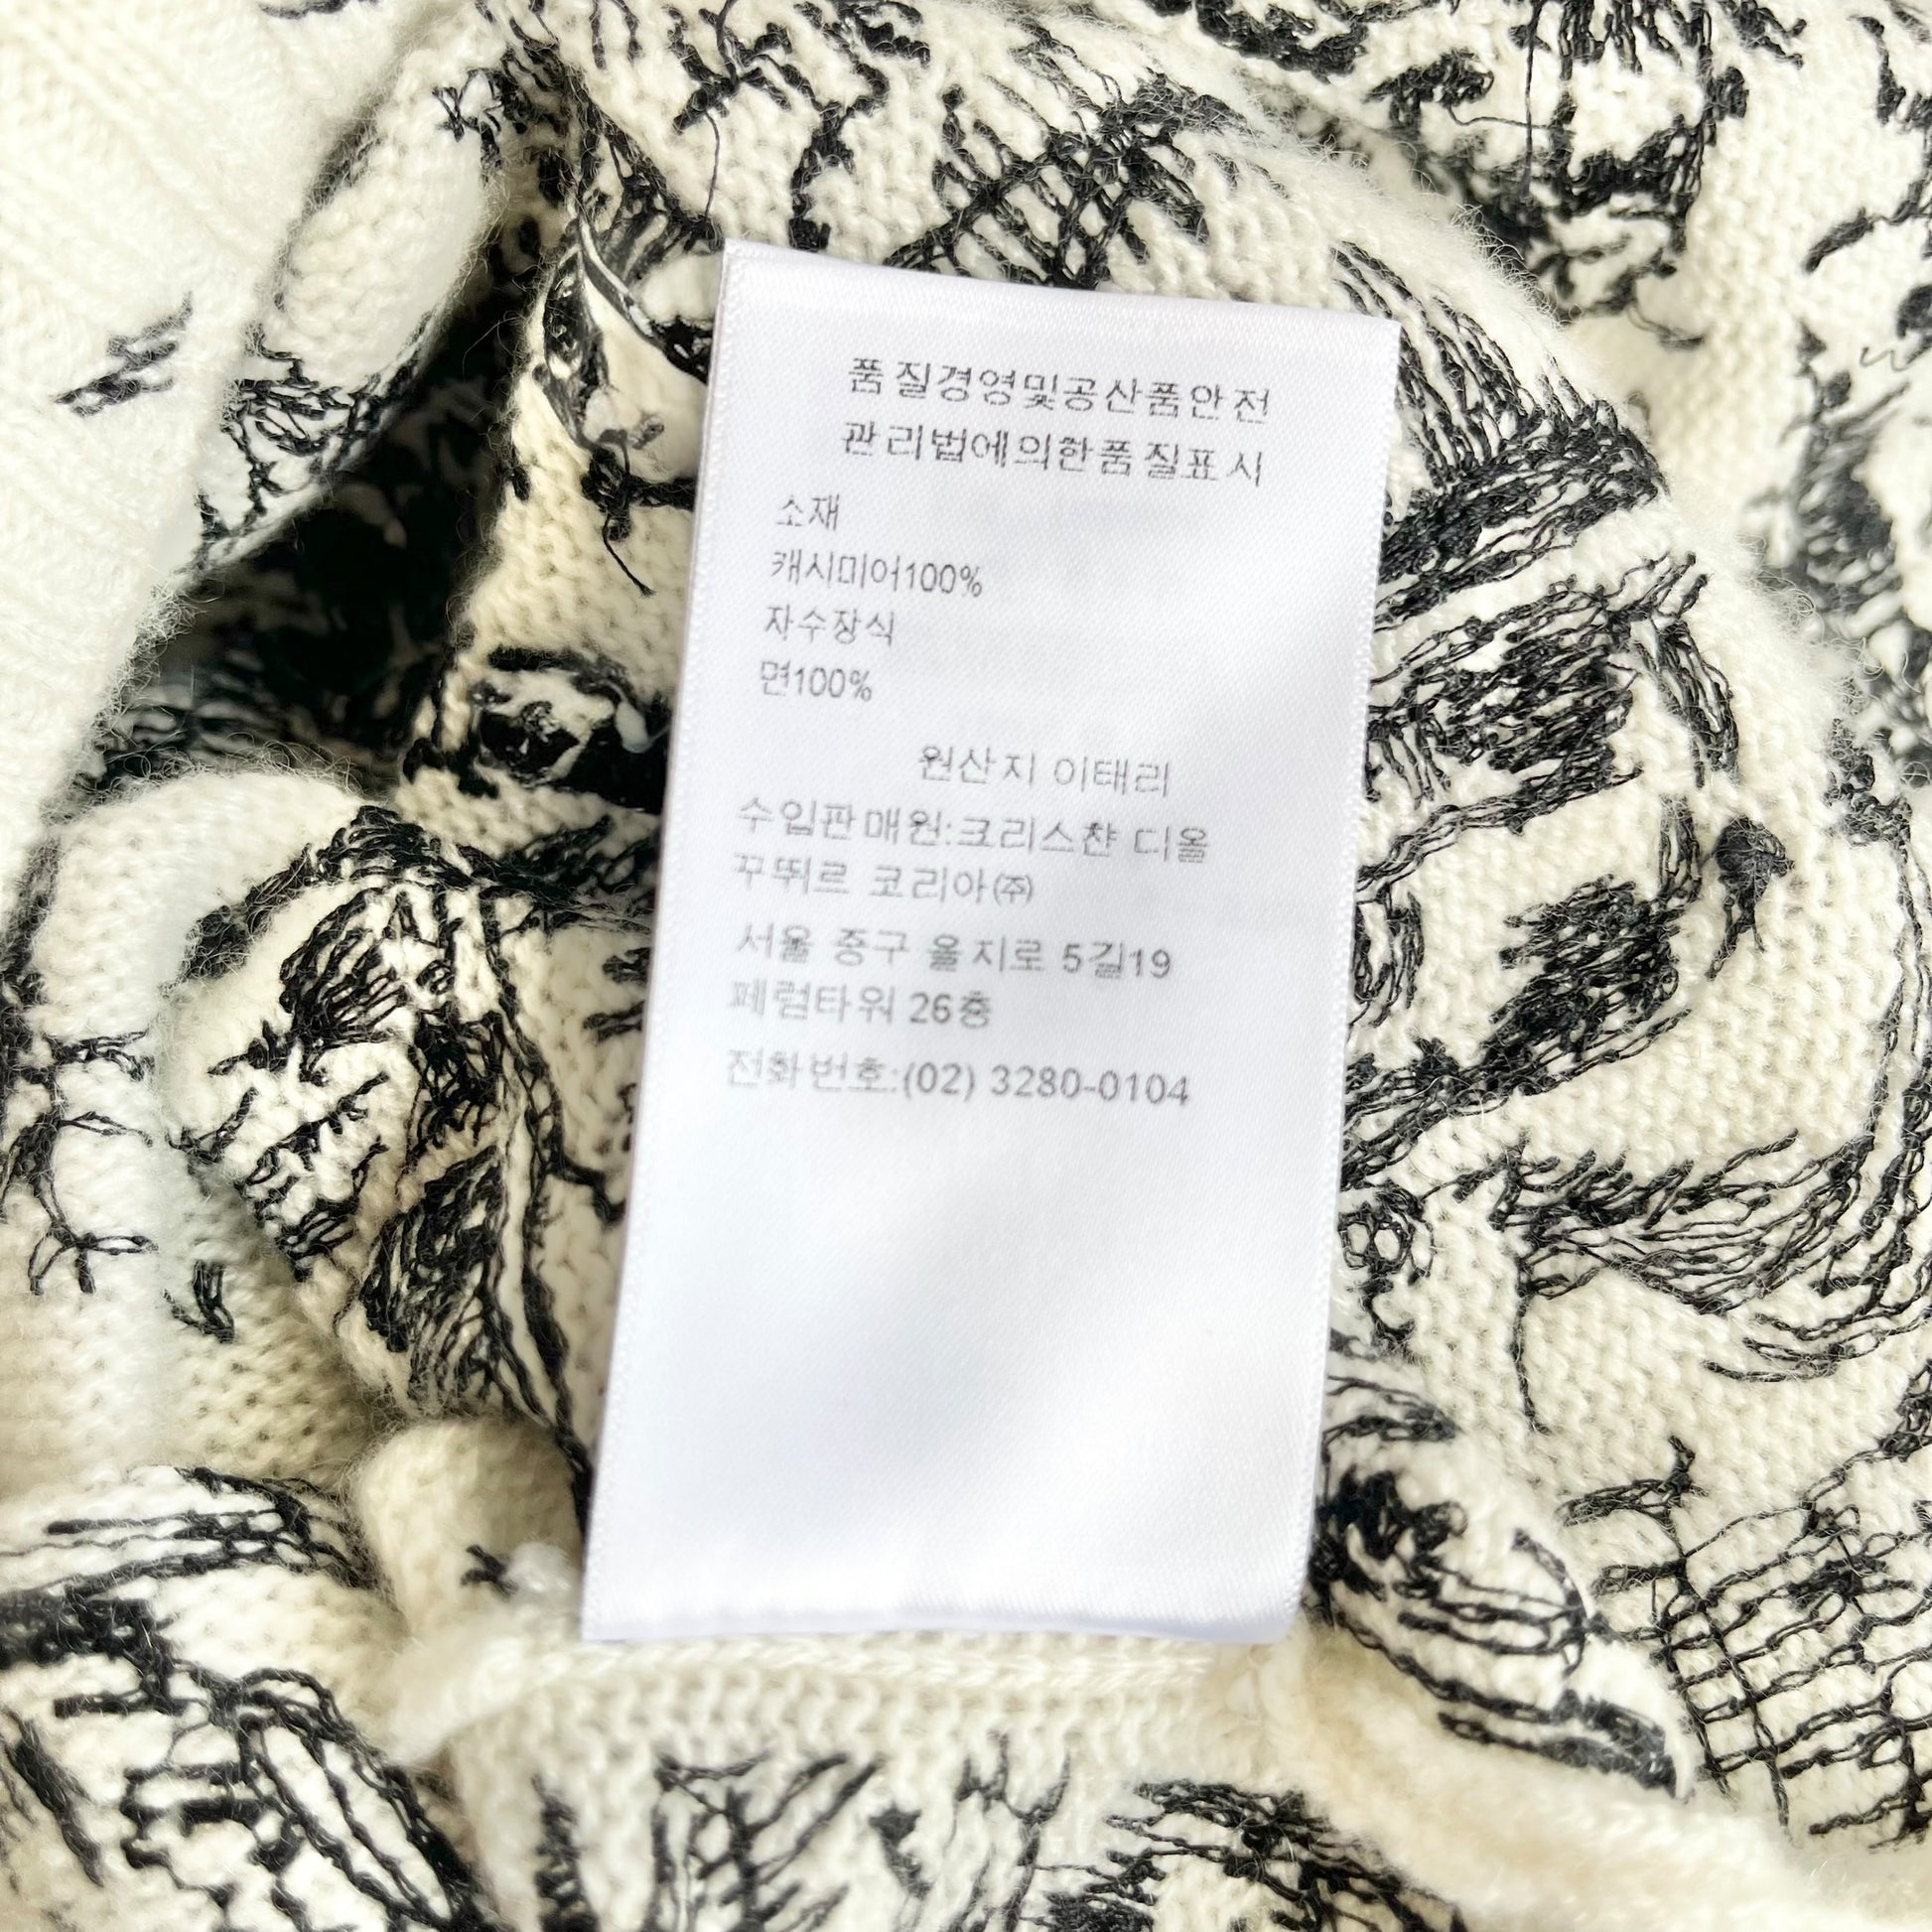 품질경영및공산품안전
관리법에의한품질표시
소재
캐시미어100%
자수장식
면100%
원산지 이태리
수입판매원:크리스챤 디올
꾸뛰르 코리아㈜
서울 중구 을지로 5길19
페럼타워 26층
전화번호:(02) 3280-0104